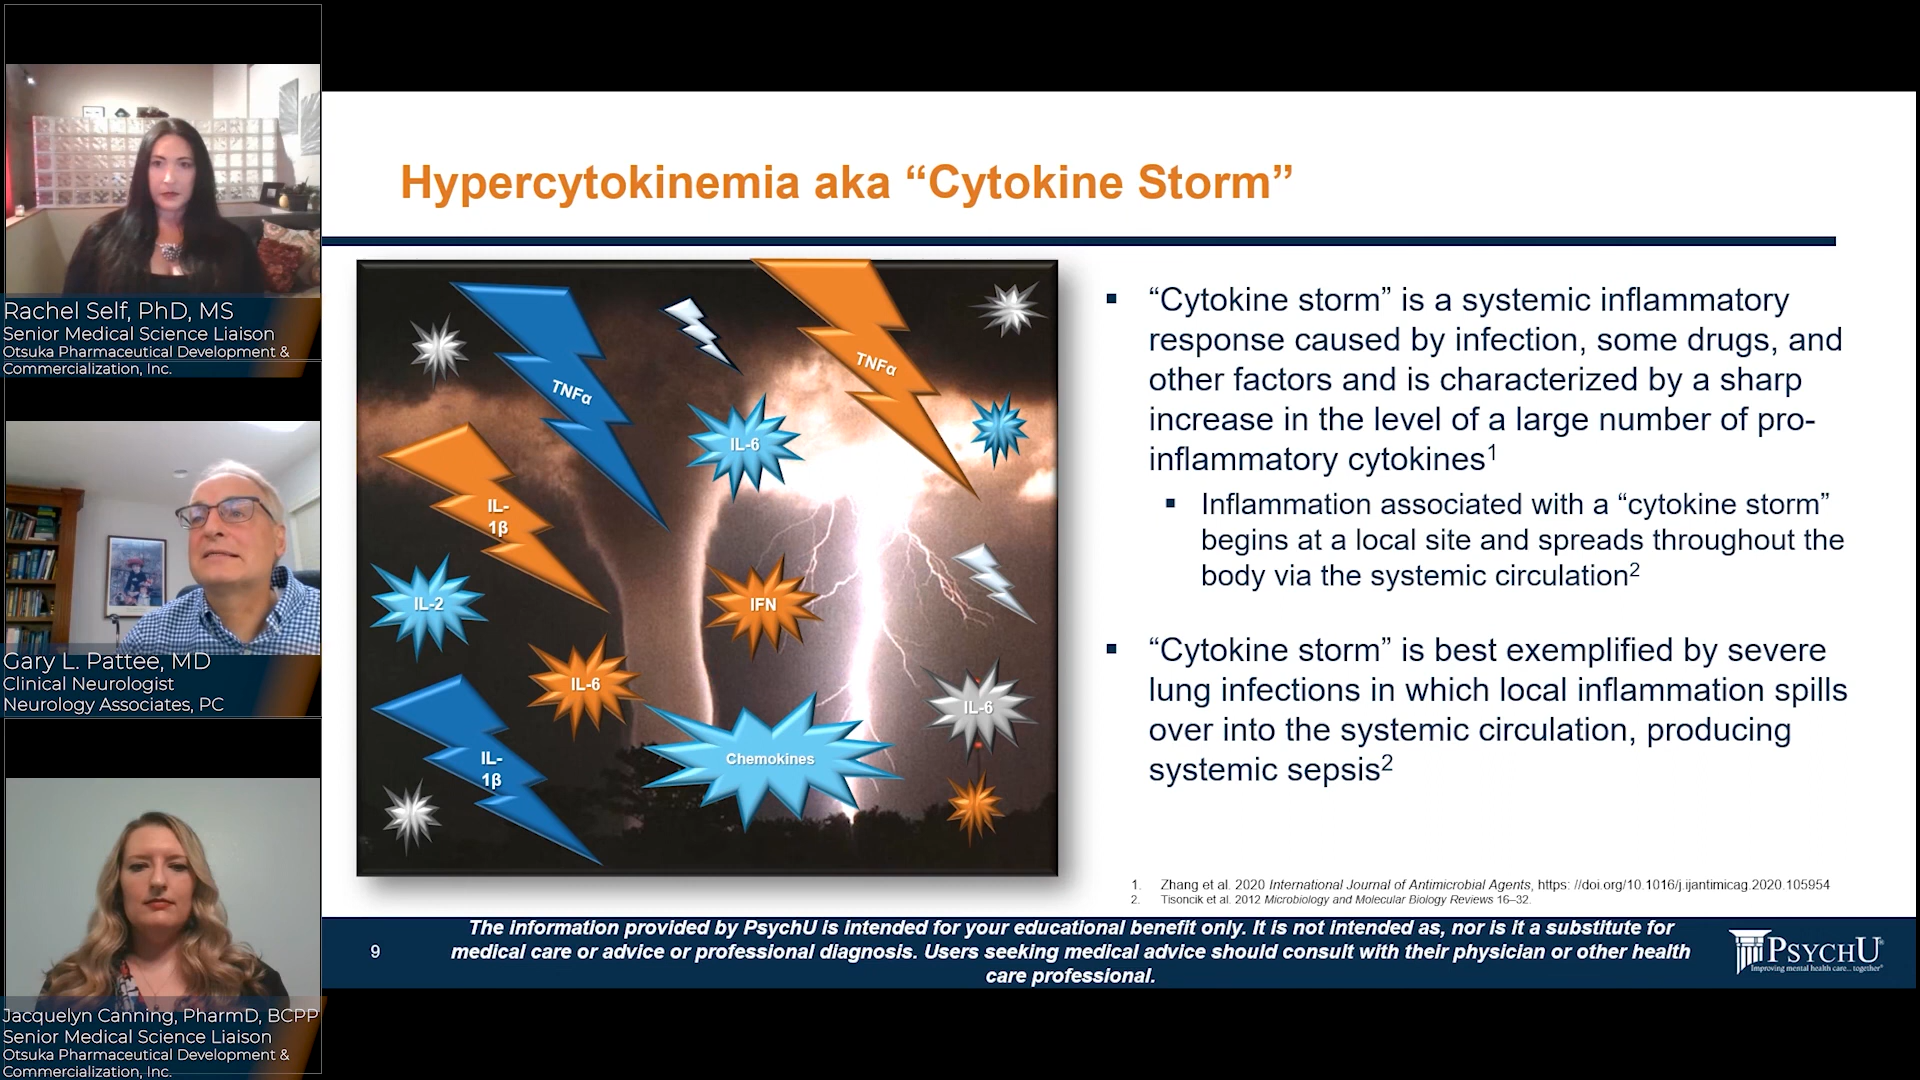 Rachel Self, PhD, MS
Senior Medical Science Liaison
Otsuka Pharmaceutical Development &
Commercialization, Inc.
Gary L. Pattee, MD
Clinical Neurologist
Neurology Associates, PC
Jacquelyn Canning, PharmD, BCPP
Senior Medical Science Liaison
Otsuka Pharmaceutical Development &
Commercialization, Inc.
Hypercytokinemia aka “Cytokine Storm”
TNFα
TNFα
IL-6
IL-
1β
IL-2
IFN
IL-6
IL-6
IL-
1β
Chemokines
▪ “Cytokine storm” is a systemic inflammatory
response caused by infection, some drugs, and
other factors and is characterized by a sharp
increase in the level of a large number of pro-
inflammatory cytokines¹
▪ Inflammation associated with a “cytokine storm”
begins at a local site and spreads throughout the
body via the systemic circulation²
▪ “Cytokine storm” is best exemplified by severe
lung infections in which local inflammation spills
over into the systemic circulation, producing
systemic sepsis²
1. Zhang et al. 2020 International Journal of Antimicrobial Agents, https: //doi.org/10.1016/j.ijantimicag.2020.105954
2. Tisoncik et al. 2012 Microbiology and Molecular Biology Reviews 16–32.
9
The information provided by PsychU is intended for your educational benefit only. It is not intended as, nor is it a substitute for
medical care or advice or professional diagnosis. Users seeking medical advice should consult with their physician or other health
care professional.
PSYCHU®
Improving mental health care... together®